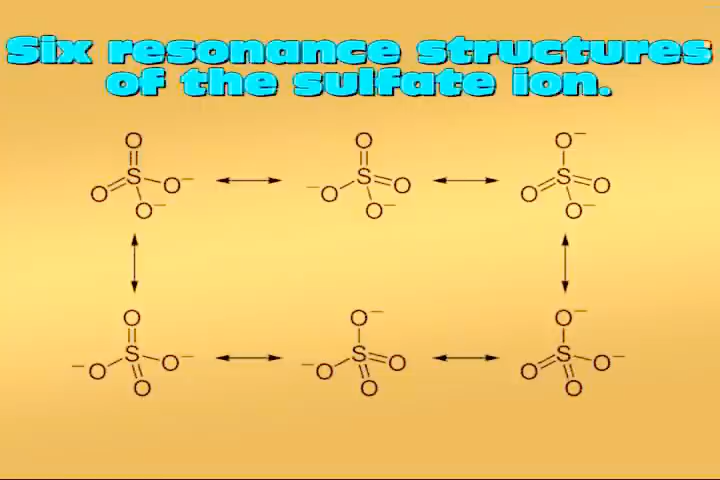 Six resonance structures
of the sulfate ion.
O O O⁻
S O⁻ S O S
O ⁻O O O
O⁻ O⁻ O⁻
O O⁻ O⁻
S O⁻ S O S O⁻
⁻O ⁻O O
O O O